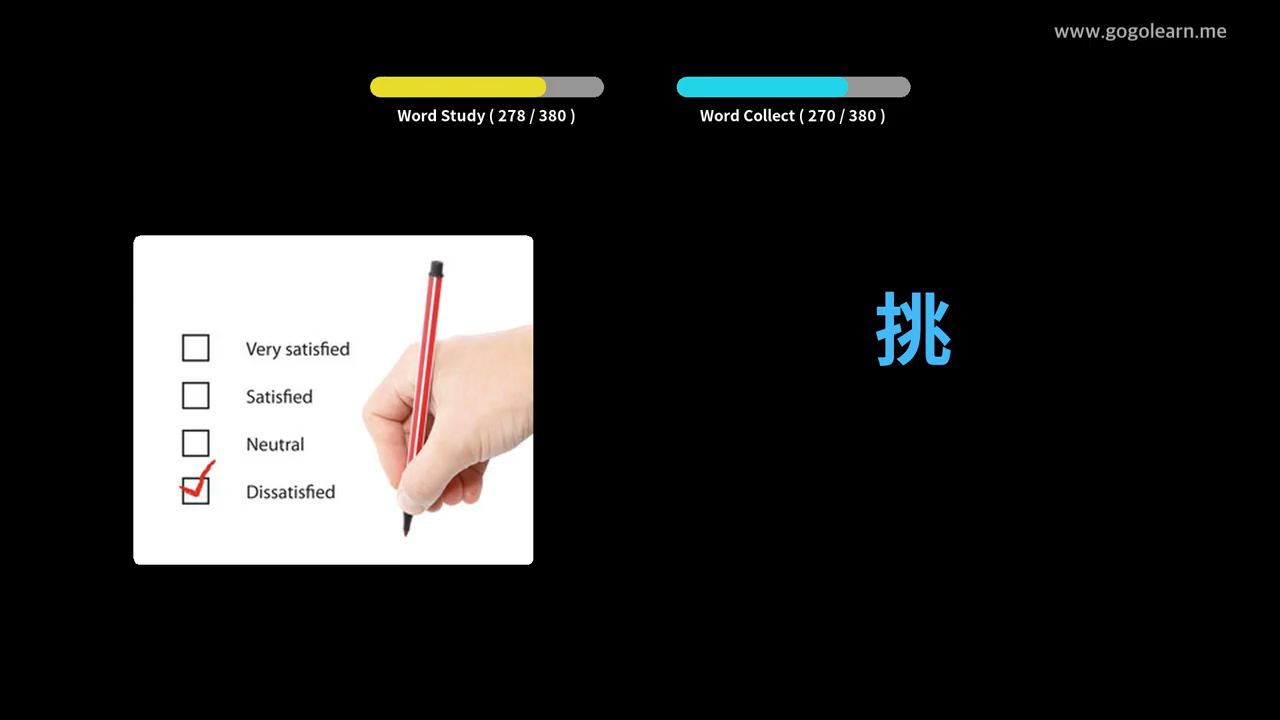 www.gogolearn.me
Word Study ( 278 / 380 )
Word Collect ( 270 / 380 )
挑
Very satisfied
Satisfied
Neutral
Dissatisfied